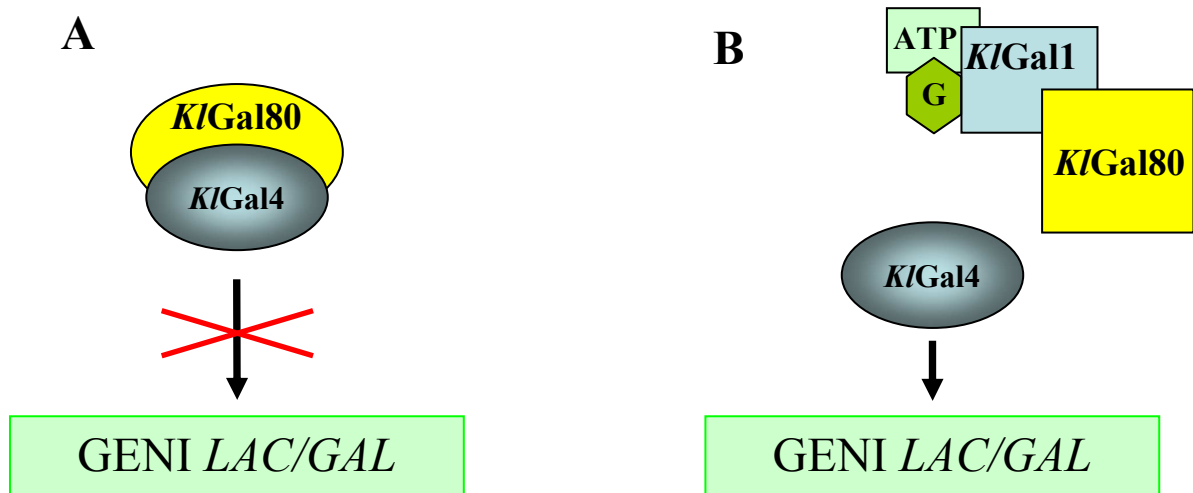 A
KlGal80
KlGal4
GENI LAC/GAL
B
ATP
KlGal1
G
KlGal80
KlGal4
GENI LAC/GAL